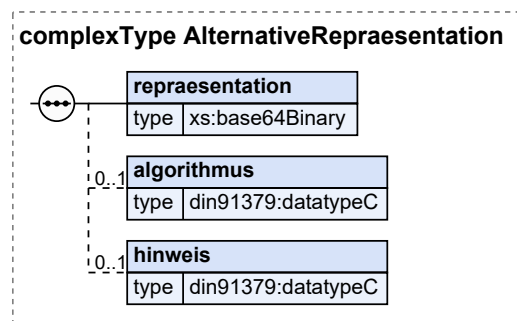 complexType AlternativeRepraesentation
repraesentation
type xs:base64Binary
0..1 algorithmus
type din91379:datatypeC
0..1 hinweis
type din91379:datatypeC